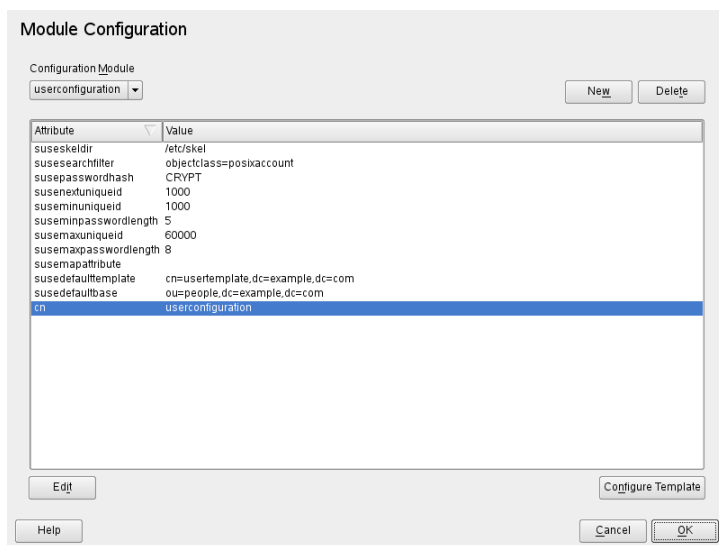 Module Configuration
Configuration Module
userconfiguration
New Delete
Attribute Value
suseskeldir /etc/skel
susesearchfilter objectclass=posixaccount
susepasswordhash CRYPT
susenextuniqueid 1000
suseminuniqueid 1000
suseminpasswordlength 5
susemaxuniqueid 60000
susemaxpasswordlength 8
susemapattribute
susedefaulttemplate cn=usertemplate,dc=example,dc=com
susedefaultbase ou=people,dc=example,dc=com
cn userconfiguration
Edit Configure Template
Help Cancel OK